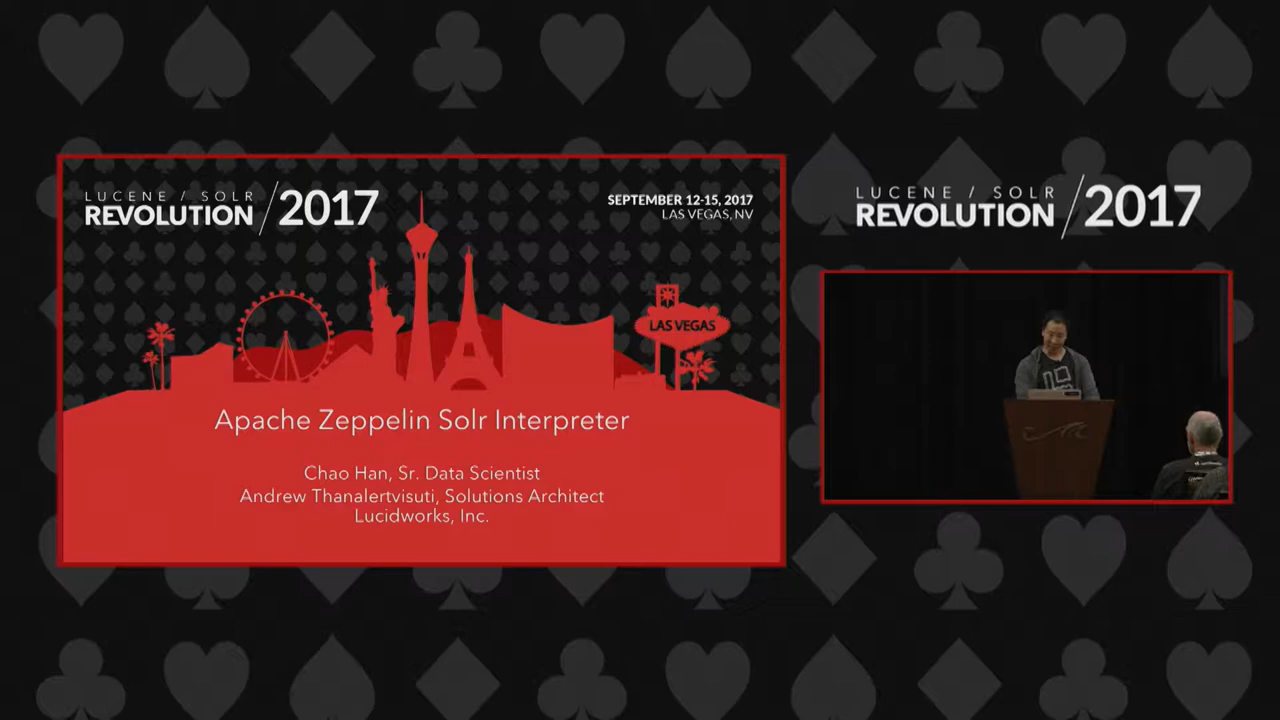 LUCENE / SOLR
REVOLUTION / 2017
SEPTEMBER 12-15, 2017
LAS VEGAS, NV
LAS VEGAS
Apache Zeppelin Solr Interpreter
Chao Han, Sr. Data Scientist
Andrew Thanalertvisuti, Solutions Architect
Lucidworks, Inc.
LUCENE / SOLR
REVOLUTION / 2017